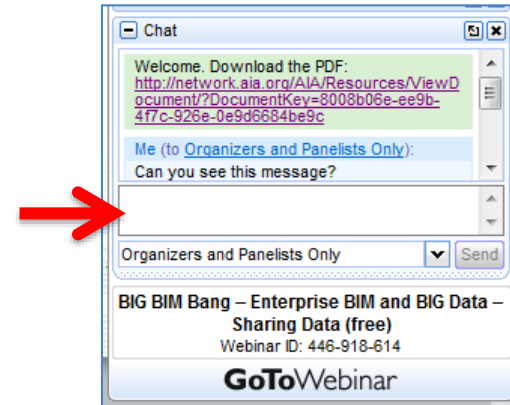 Chat
Welcome. Download the PDF:
http://network.aia.org/AIA/Resources/ViewD
ocument/?DocumentKey=8008b06e-ee9b-
4f7c-926e-0e9d6684be9c
Me (to Organizers and Panelists Only):
Can you see this message?
Organizers and Panelists Only
Send
BIG BIM Bang – Enterprise BIM and BIG Data –
Sharing Data (free)
Webinar ID: 446-918-614
GoToWebinar